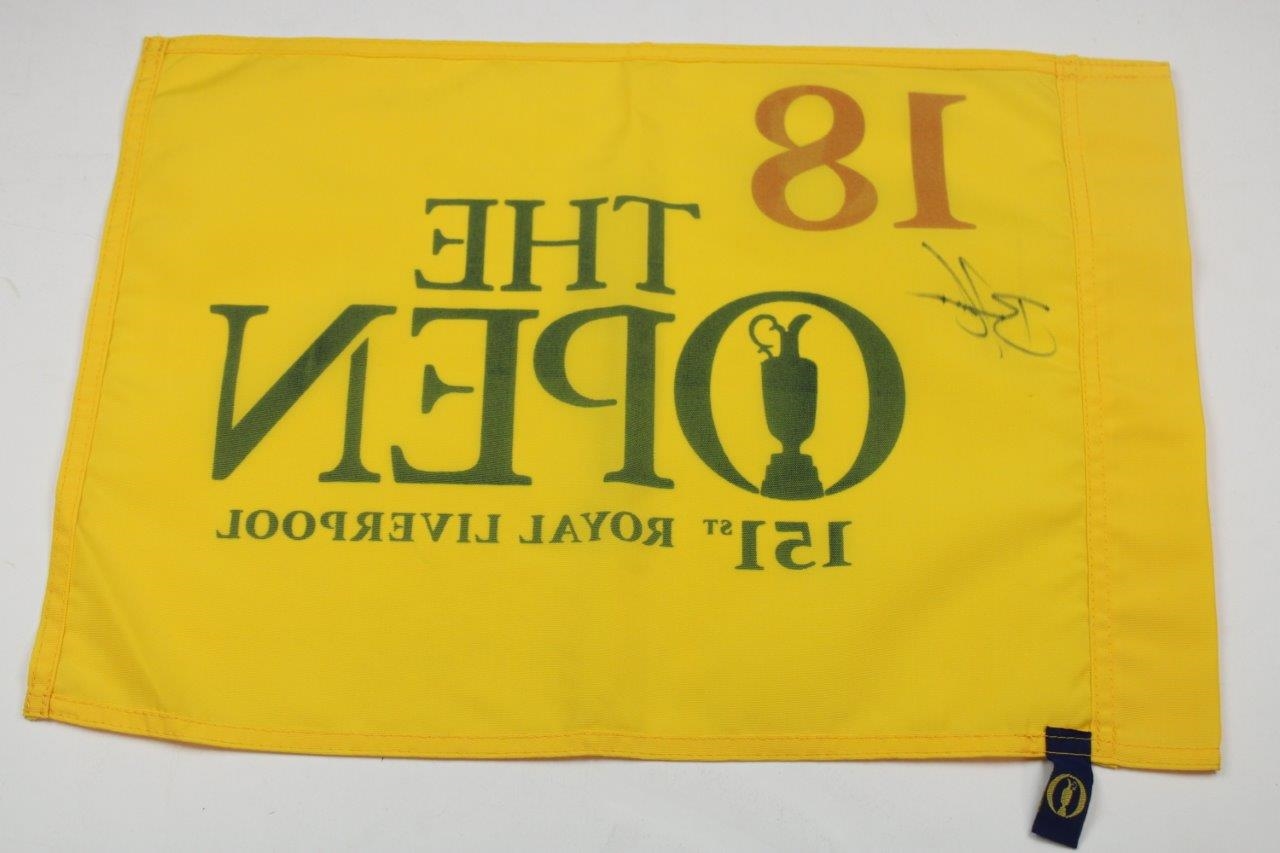 18
THE
OPEN
151ST ROYAL LIVERPOOL